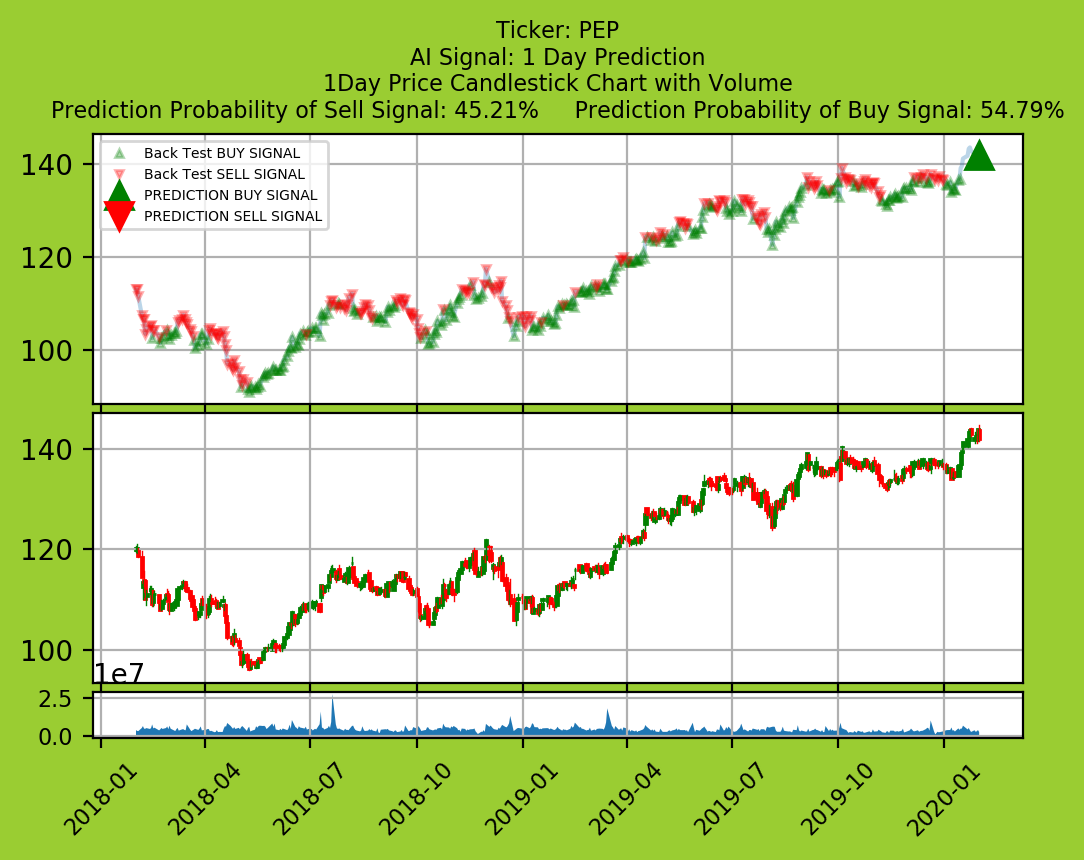 Ticker: PEP
AI Signal: 1 Day Prediction
1Day Price Candlestick Chart with Volume
Prediction Probability of Sell Signal: 45.21% Prediction Probability of Buy Signal: 54.79%
Back Test BUY SIGNAL
Back Test SELL SIGNAL
PREDICTION BUY SIGNAL
PREDICTION SELL SIGNAL
140
120
100
140
120
100
1e7
2.5
0.0
2018-01 2018-04 2018-07 2018-10 2019-01 2019-04 2019-07 2019-10 2020-01